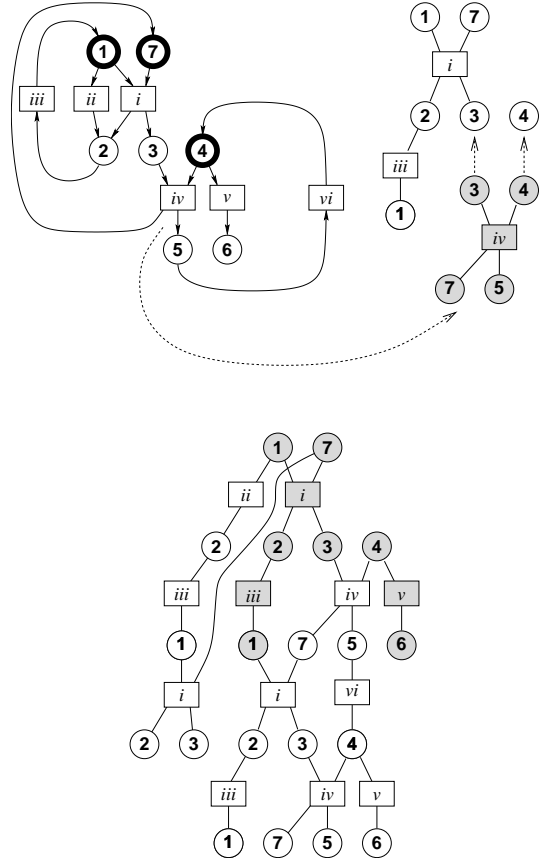 1 7
1 7
iii ii i
i
2 3
2 3 4
2 3 4
iii
3 4
iv v vi
1
iv
5 6
7 5
1 7
ii i
2 2 3 4
iii iii iv v
1 1 7 5 6
i i vi
2 3 2 3 4
iii iv v
1 7 5 6